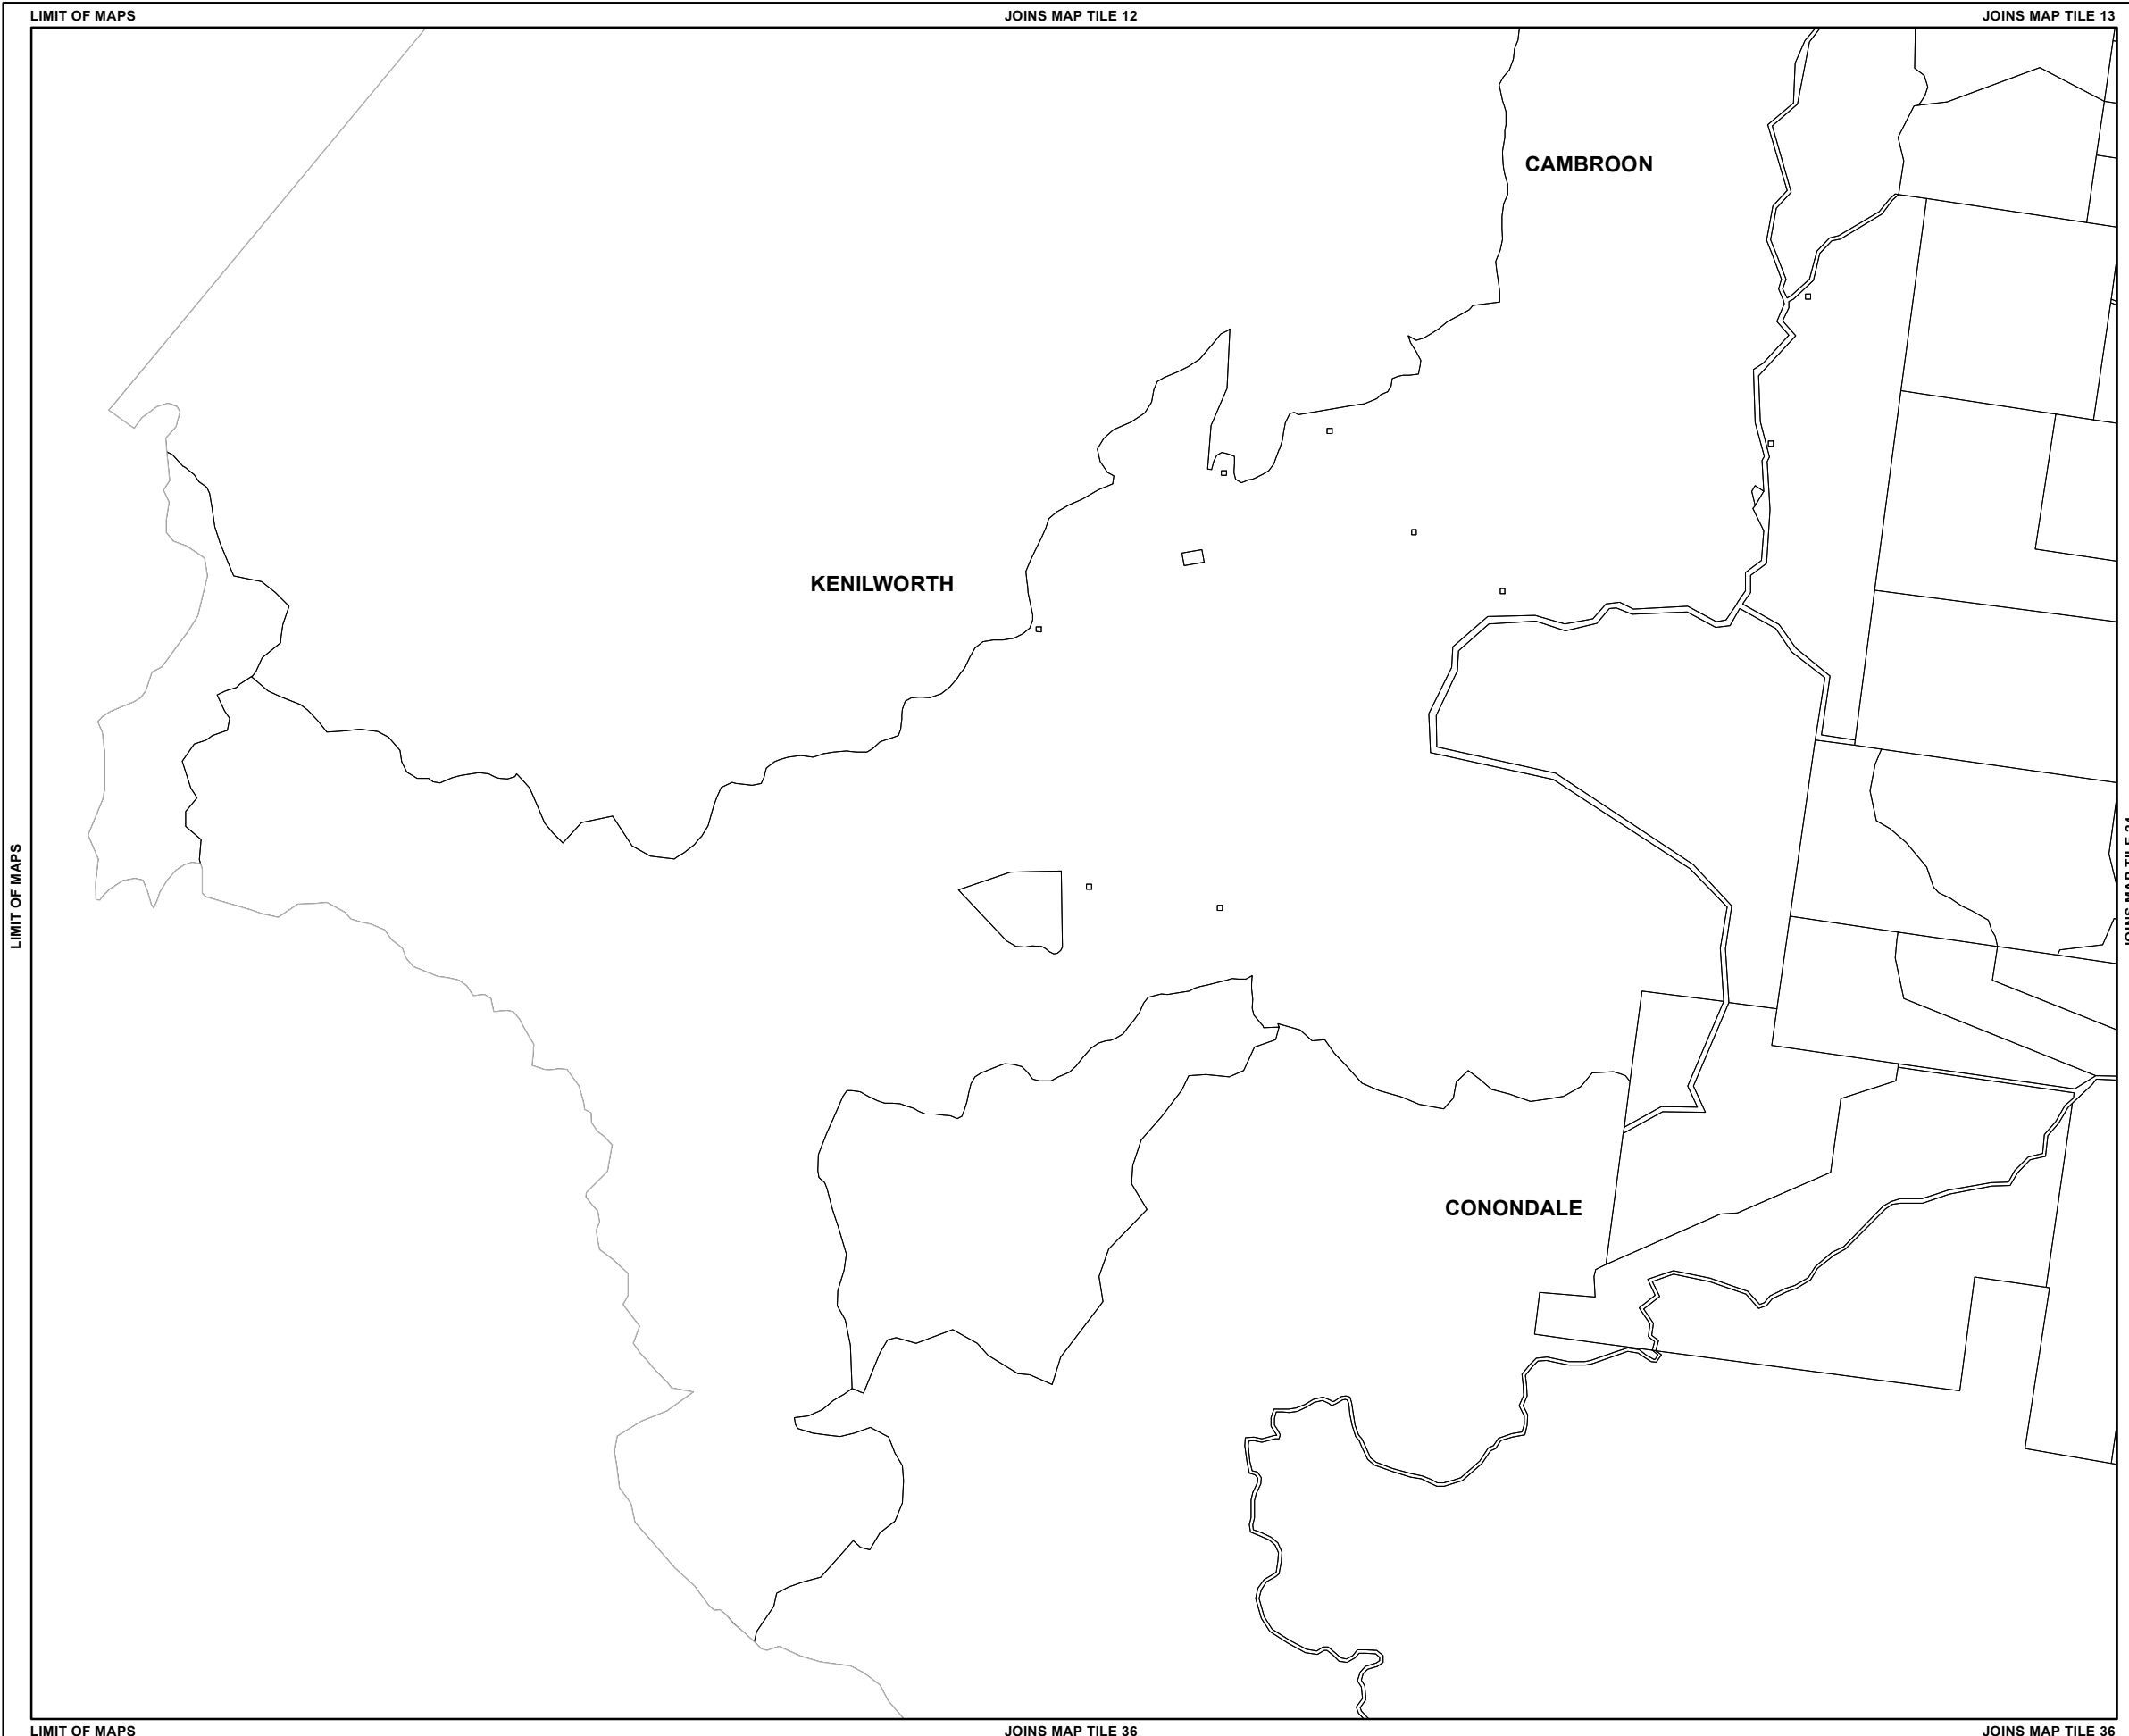 LIMIT OF MAPS
JOINS MAP TILE 12
JOINS MAP TILE 13
CAMBROON
KENILWORTH
LIMIT OF MAPS
CONONDALE
LIMIT OF MAPS
JOINS MAP TILE 36
JOINS MAP TILE 36